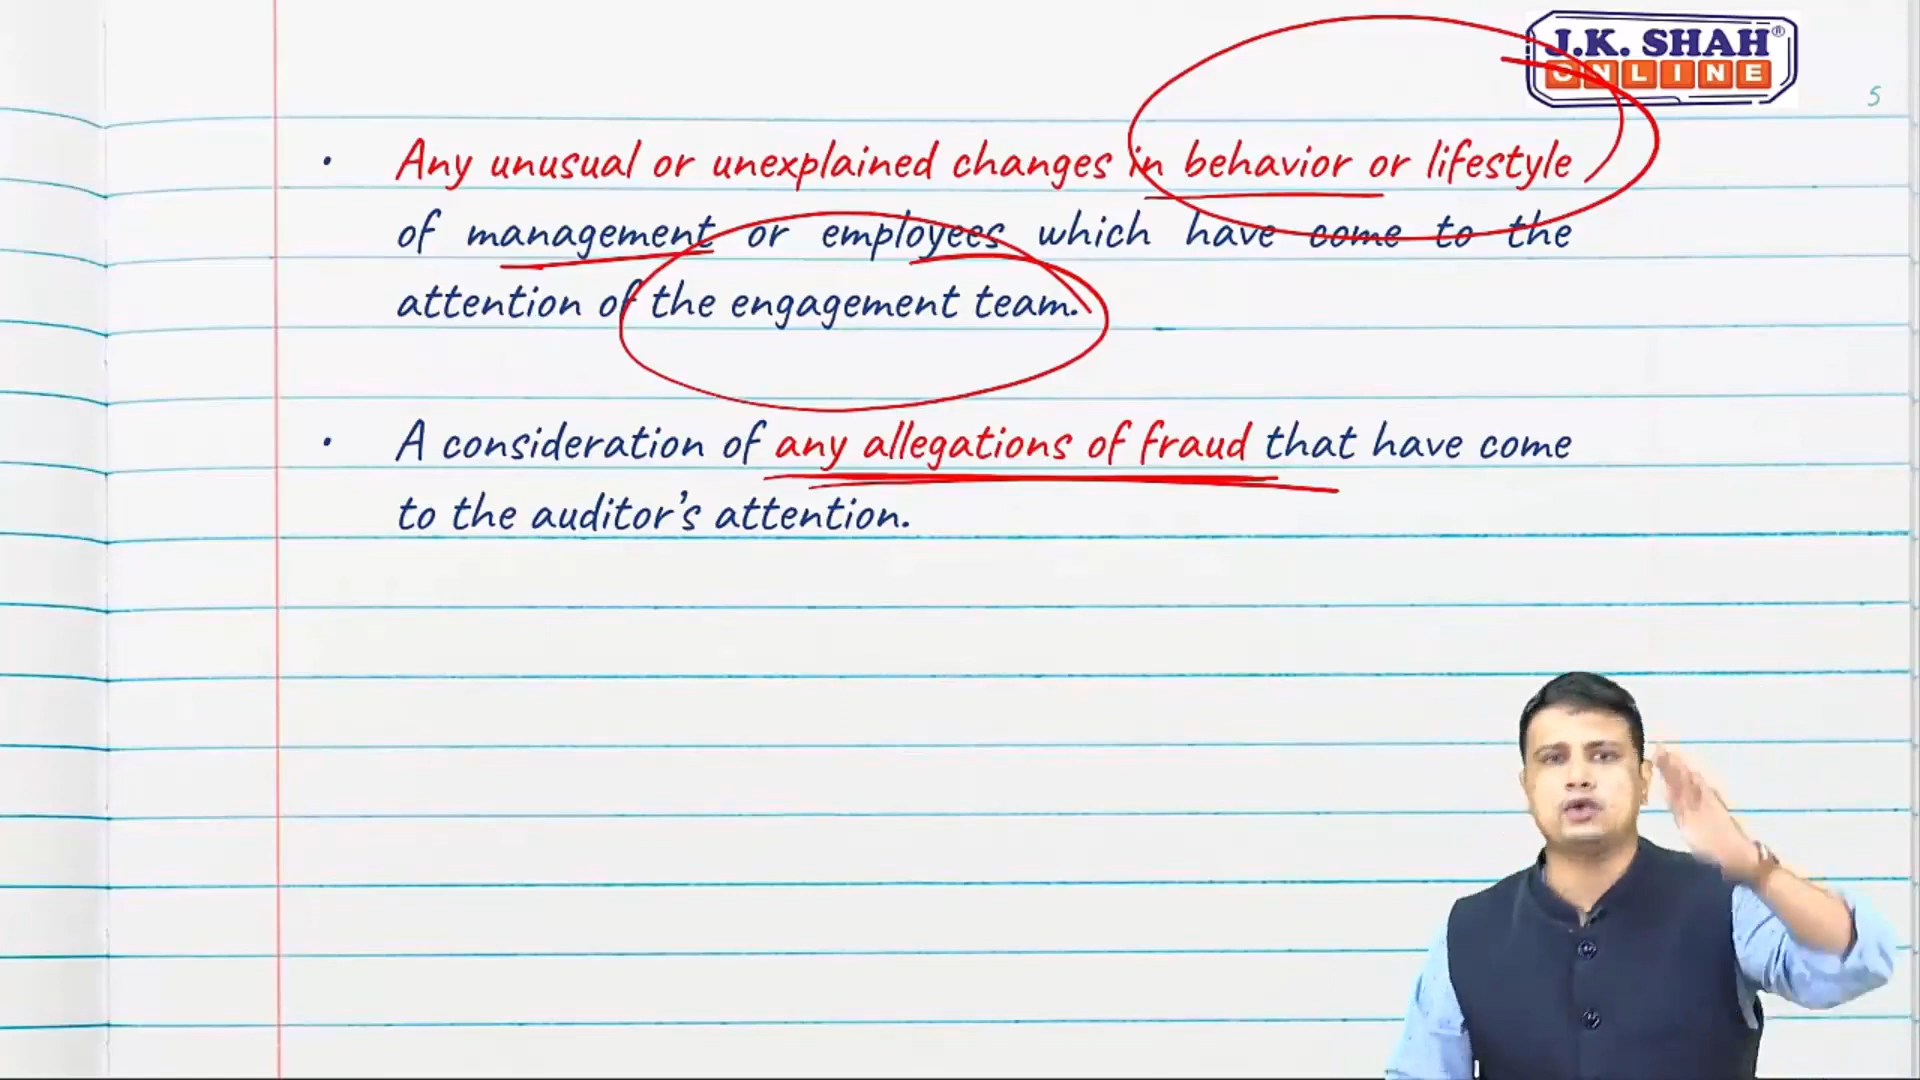 J.K. SHAH®
ONLINE
5
• Any unusual or unexplained changes in behavior or lifestyle
of management or employees which have come to the
attention of the engagement team.
• A consideration of any allegations of fraud that have come
to the auditor's attention.